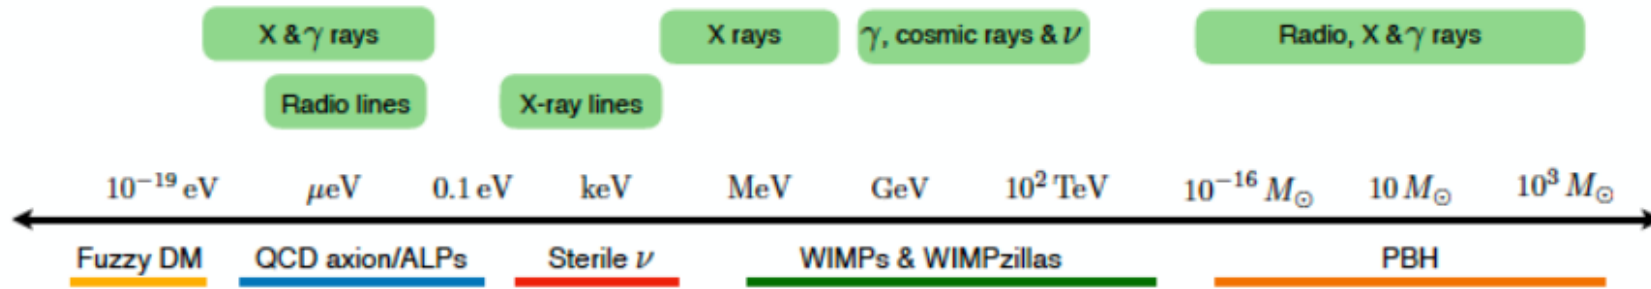 X & γ rays X rays γ, cosmic rays & ν Radio, X & γ rays
Radio lines X-ray lines
10⁻¹⁹ eV μeV 0.1 eV keV MeV GeV 10² TeV 10⁻¹⁶ M⊙ 10 M⊙ 10³ M⊙
Fuzzy DM QCD axion/ALPs Sterile ν WIMPs & WIMPzillas PBH